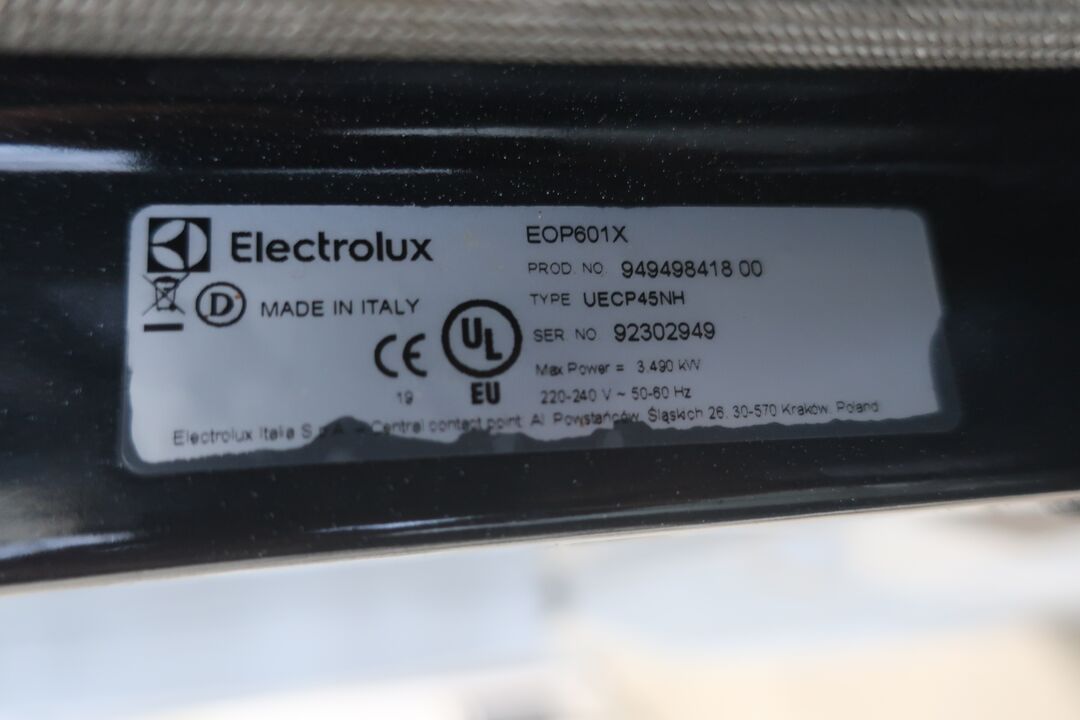 Electrolux
D MADE IN ITALY
CE
19
UL
EU
EOP601X
PROD. NO. 949498418 00
TYPE UECP45NH
SER. NO. 92302949
Max Power = 3.490 kW
220-240 V ~ 50-60 Hz
Electrolux Italia S.p.A. – Central contact point: Al. Powstańców Śląskich 26, 30-570 Kraków, Poland